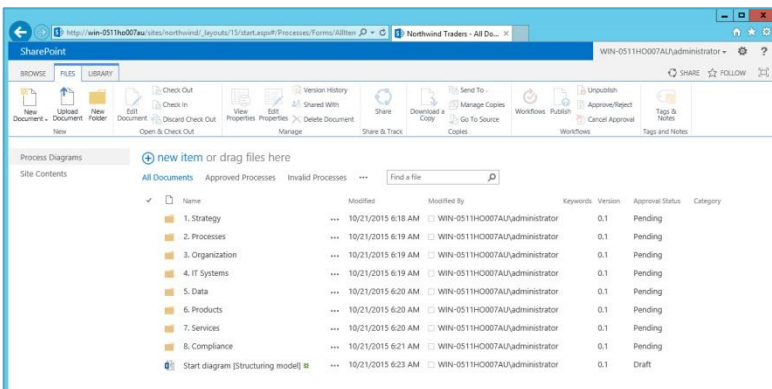 http://win-0511ho007au/sites/northwind/_layouts/15/start.aspx#/Processes/Forms/AllIten
Northwind Traders - All Do...
SharePoint
WIN-0511HO007AU\administrator
?
BROWSE FILES LIBRARY
SHARE FOLLOW
New Document
Upload Document
New Folder
New
Edit Document
Check Out
Check In
Discard Check Out
Open & Check Out
View Properties
Edit Properties
Version History
Shared With
Delete Document
Manage
Share
Share & Track
Download a Copy
Send To
Manage Copies
Go To Source
Copies
Workflows
Publish
Unpublish
Approve/Reject
Cancel Approval
Workflows
Tags & Notes
Tags and Notes
Process Diagrams
Site Contents
new item or drag files here
All Documents Approved Processes Invalid Processes ... Find a file
Name Modified Modified By Keywords Version Approval Status Category
1. Strategy ... 10/21/2015 6:18 AM WIN-0511HO007AU\administrator 0.1 Pending
2. Processes ... 10/21/2015 6:19 AM WIN-0511HO007AU\administrator 0.1 Pending
3. Organization ... 10/21/2015 6:19 AM WIN-0511HO007AU\administrator 0.1 Pending
4. IT Systems ... 10/21/2015 6:19 AM WIN-0511HO007AU\administrator 0.1 Pending
5. Data ... 10/21/2015 6:20 AM WIN-0511HO007AU\administrator 0.1 Pending
6. Products ... 10/21/2015 6:20 AM WIN-0511HO007AU\administrator 0.1 Pending
7. Services ... 10/21/2015 6:20 AM WIN-0511HO007AU\administrator 0.1 Pending
8. Compliance ... 10/21/2015 6:21 AM WIN-0511HO007AU\administrator 0.1 Pending
Start diagram [Structuring model] ... 10/21/2015 6:23 AM WIN-0511HO007AU\administrator 0.1 Draft